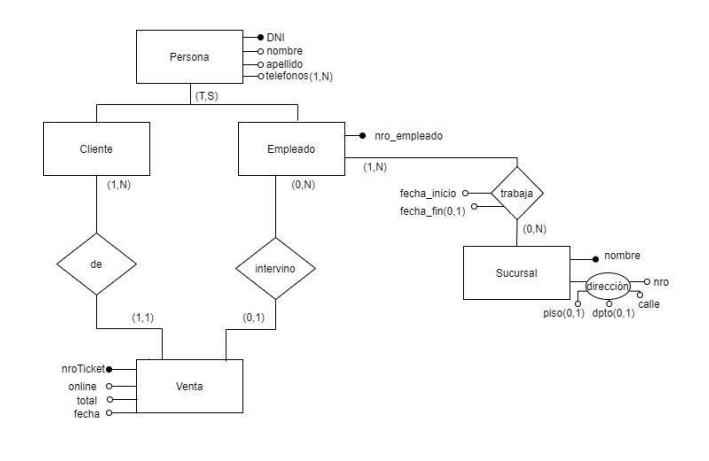 Persona
DNI
nombre
apellido
telefonos(1,N)
(T,S)
Cliente
Empleado
nro_empleado
(1,N)
(0,N)
(1,N)
fecha_inicio
trabaja
fecha_fin(0,1)
(0,N)
de
intervino
Sucursal
nombre
dirección
nro
calle
piso(0,1)
dpto(0,1)
(1,1)
(0,1)
nroTicket
online
Venta
total
fecha